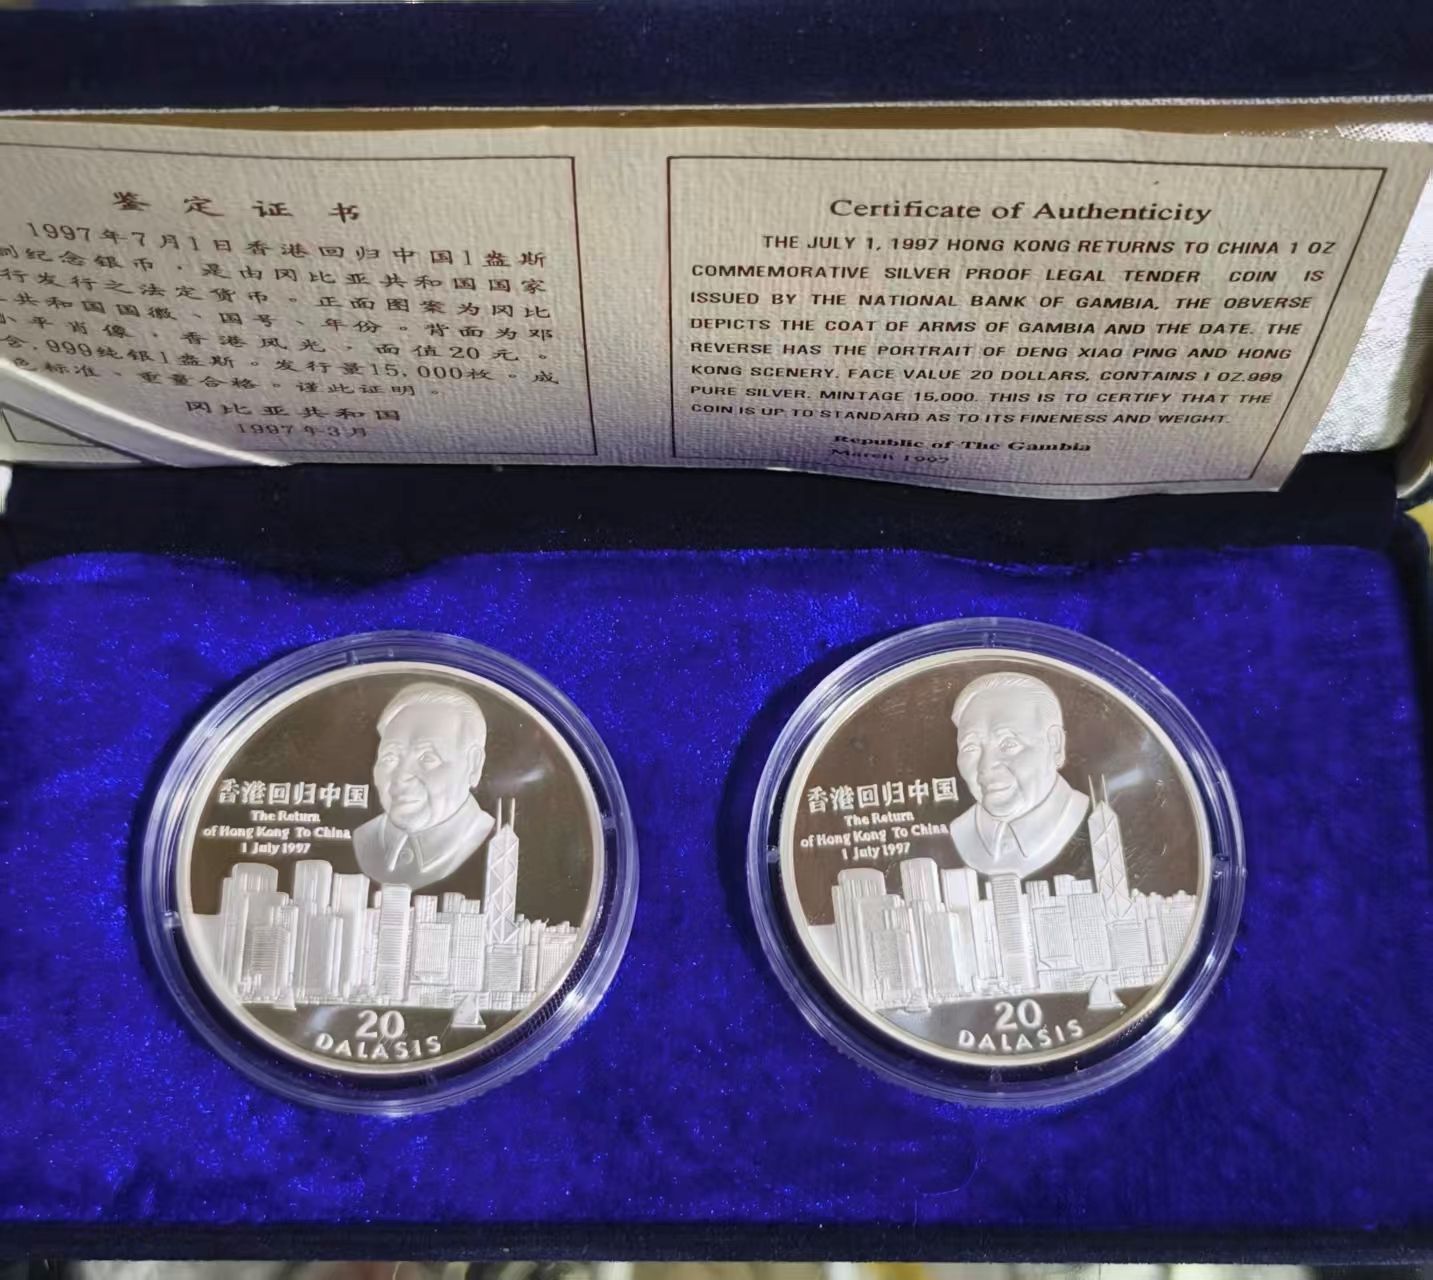 鉴定证书
1997年7月1日香港回归中国1盎斯
制纪念银币，是由冈比亚共和国国家
行发行之法定货币。正面图案为冈比
共和国国徽、国号、年份。背面为邓
小平肖像，香港风光，面值20元。
含.999纯银1盎斯。发行量15,000枚。成
色标准、重量合格。谨此证明。
冈比亚共和国
1997年3月
Certificate of Authenticity
THE JULY 1, 1997 HONG KONG RETURNS TO CHINA 1 OZ
COMMEMORATIVE SILVER PROOF LEGAL TENDER COIN IS
ISSUED BY THE NATIONAL BANK OF GAMBIA, THE OBVERSE
DEPICTS THE COAT OF ARMS OF GAMBIA AND THE DATE. THE
REVERSE HAS THE PORTRAIT OF DENG XIAO PING AND HONG
KONG SCENERY. FACE VALUE 20 DOLLARS, CONTAINS 1 OZ.999
PURE SILVER. MINTAGE 15,000. THIS IS TO CERTIFY THAT THE
COIN IS UP TO STANDARD AS TO ITS FINENESS AND WEIGHT.
Republic of The Gambia
March 1997
香港回归中国
The Return
of Hong Kong To China
1 July 1997
20
DALASIS
香港回归中国
The Return
of Hong Kong To China
1 July 1997
20
DALASIS